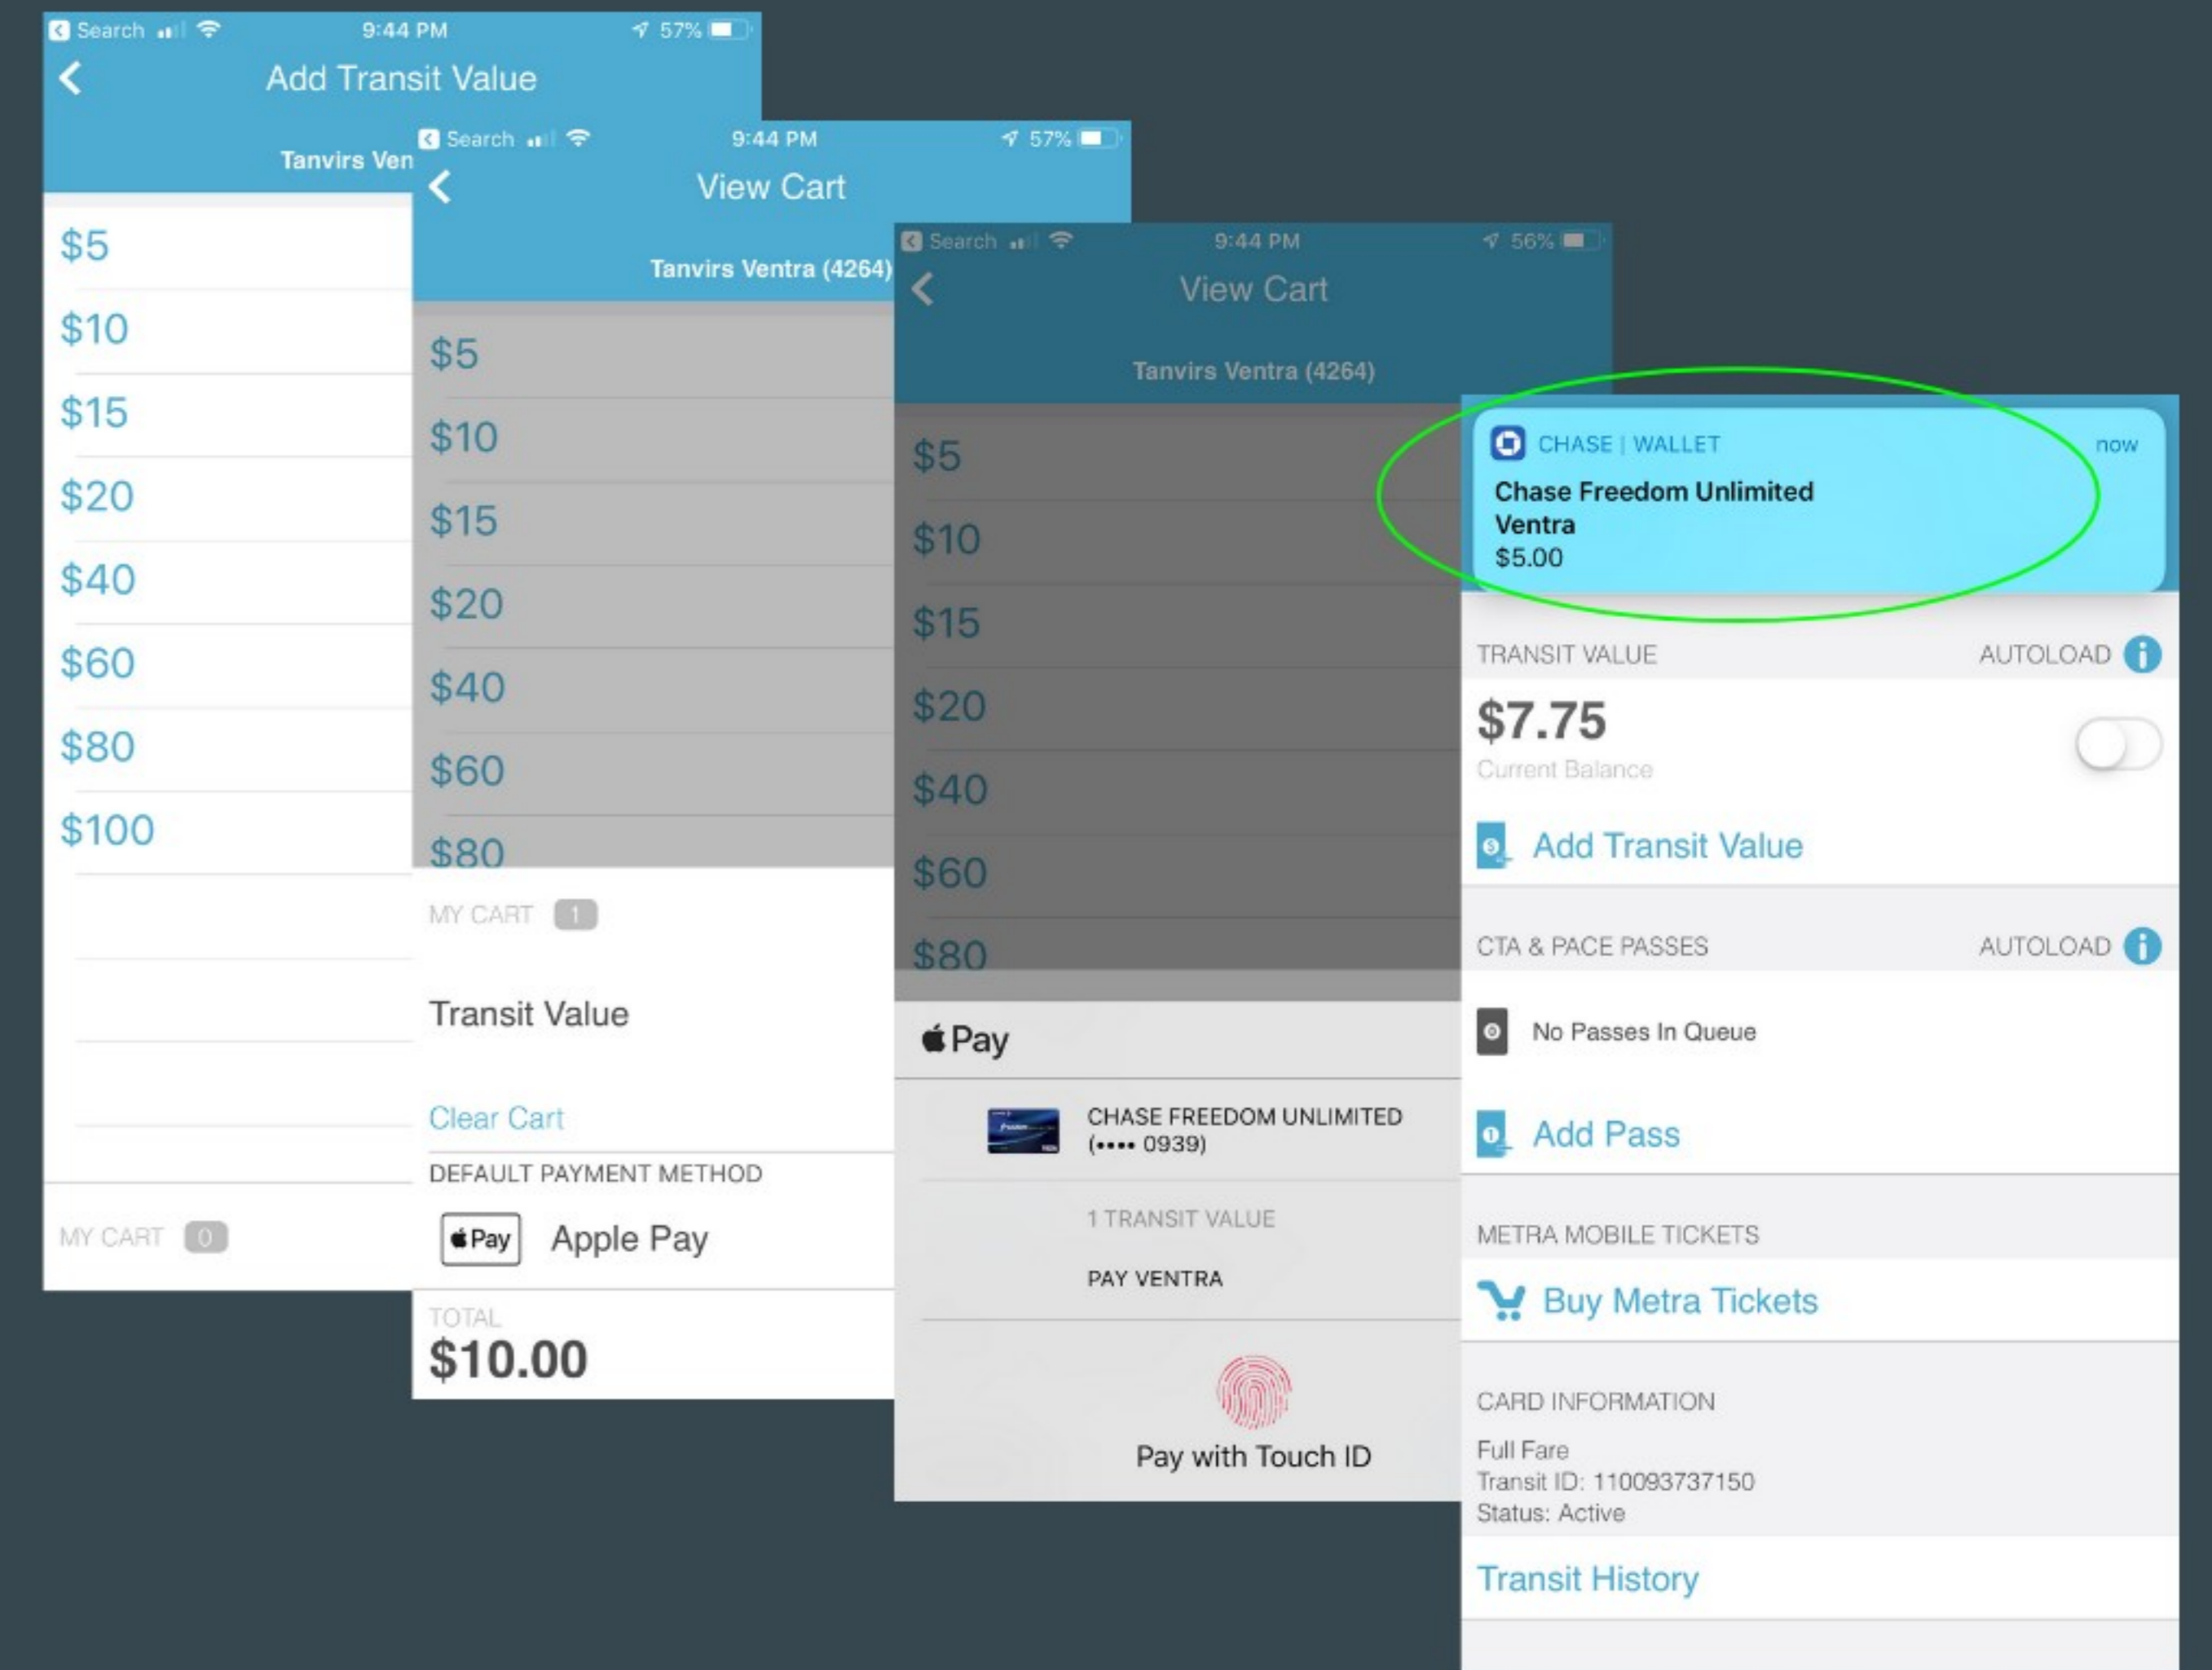 Search
9:44 PM
57%
Add Transit Value
Tanvirs Ven
$5
$10
$15
$20
$40
$60
$80
$100
MY CART 0
Search
9:44 PM
57%
View Cart
Tanvirs Ventra (4264)
$5
$10
$15
$20
$40
$60
$80
MY CART 1
Transit Value
Clear Cart
DEFAULT PAYMENT METHOD
Pay Apple Pay
TOTAL
$10.00
Search
9:44 PM
56%
View Cart
Tanvirs Ventra (4264)
$5
$10
$15
$20
$40
$60
$80
Pay
CHASE FREEDOM UNLIMITED
(•••• 0939)
1 TRANSIT VALUE
PAY VENTRA
Pay with Touch ID
CHASE | WALLET now
Chase Freedom Unlimited
Ventra
$5.00
TRANSIT VALUE AUTOLOAD
$7.75
Current Balance
Add Transit Value
CTA & PACE PASSES AUTOLOAD
No Passes In Queue
Add Pass
METRA MOBILE TICKETS
Buy Metra Tickets
CARD INFORMATION
Full Fare
Transit ID: 110093737150
Status: Active
Transit History